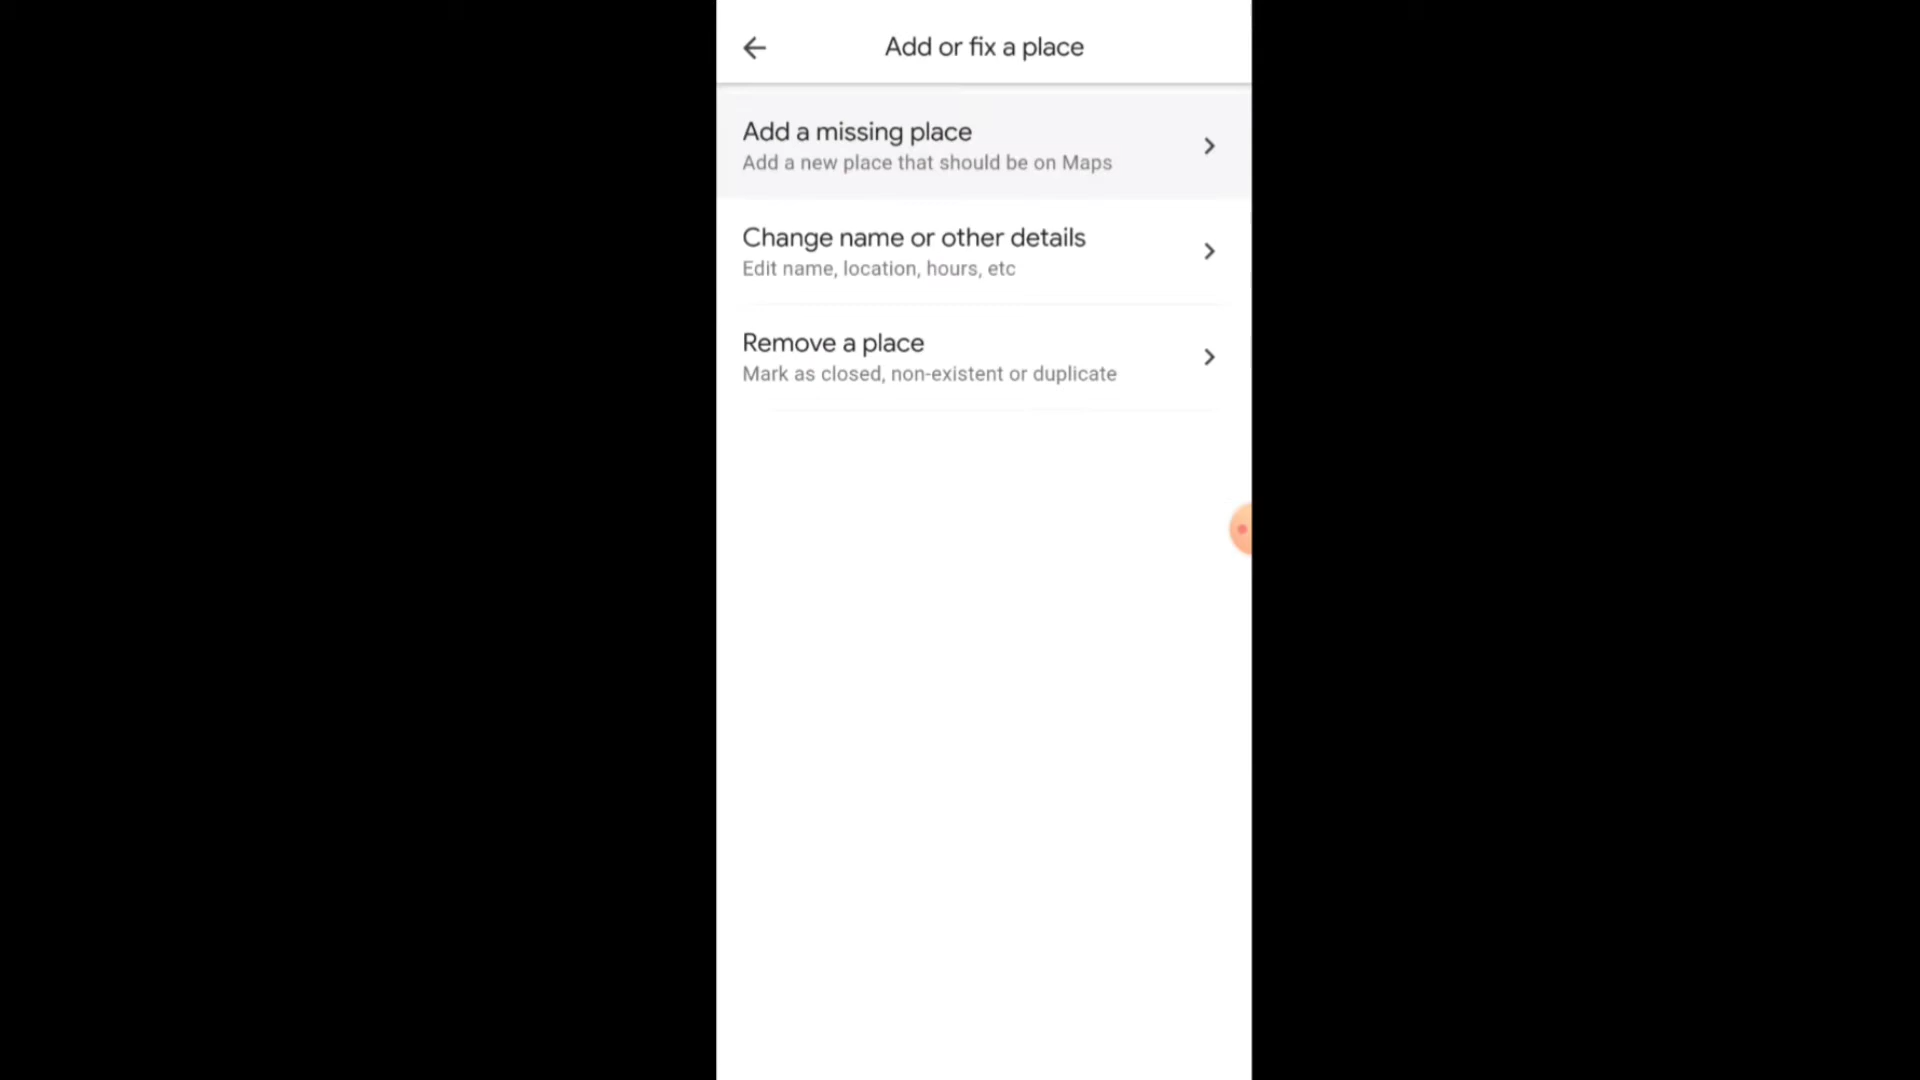 Add or fix a place
Add a missing place
Add a new place that should be on Maps
Change name or other details
Edit name, location, hours, etc
Remove a place
Mark as closed, non-existent or duplicate